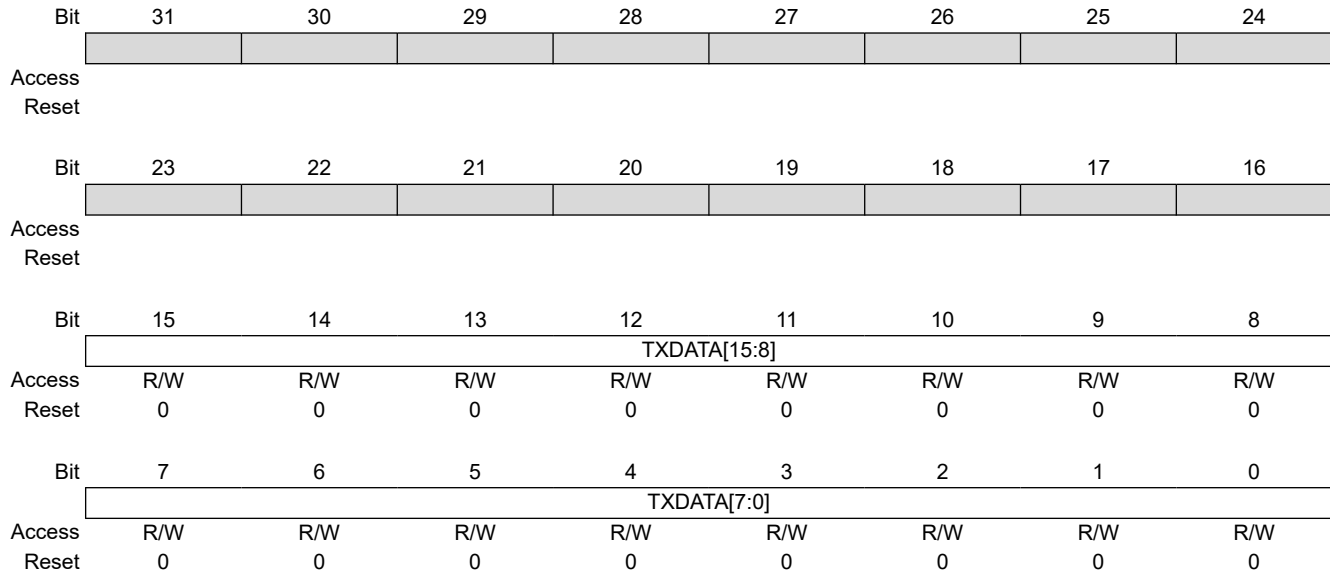 Bit 31 30 29 28 27 26 25 24
Access
Reset
Bit 23 22 21 20 19 18 17 16
Access
Reset
Bit 15 14 13 12 11 10 9 8
TXDATA[15:8]
Access R/W R/W R/W R/W R/W R/W R/W R/W
Reset 0 0 0 0 0 0 0 0
Bit 7 6 5 4 3 2 1 0
TXDATA[7:0]
Access R/W R/W R/W R/W R/W R/W R/W R/W
Reset 0 0 0 0 0 0 0 0